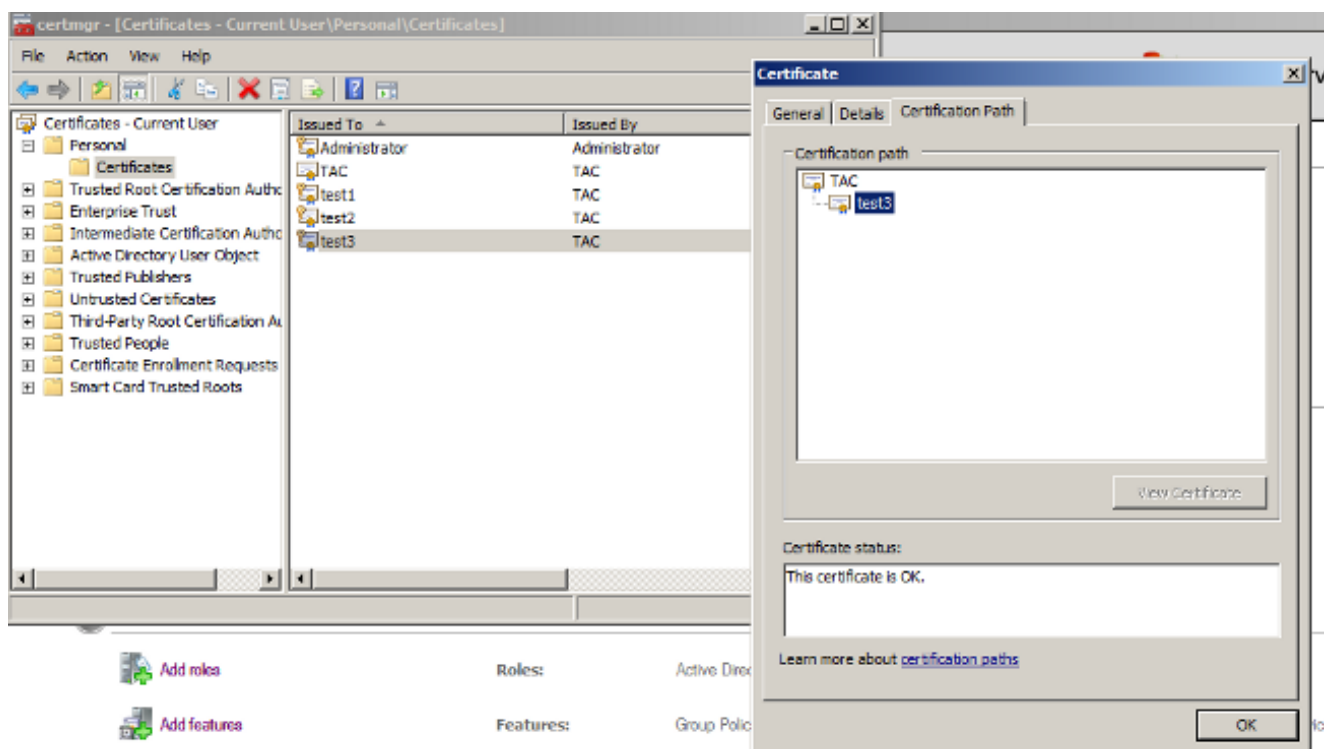 certmgr - [Certificates - Current User\Personal\Certificates]
File Action View Help
Certificates - Current User
Personal
Certificates
Trusted Root Certification Autho
Enterprise Trust
Intermediate Certification Autho
Active Directory User Object
Trusted Publishers
Untrusted Certificates
Third-Party Root Certification Au
Trusted People
Certificate Enrollment Requests
Smart Card Trusted Roots
Issued To Issued By
Administrator Administrator
TAC TAC
test1 TAC
test2 TAC
test3 TAC
Certificate
General Details Certification Path
Certification path
TAC
test3
View Certificate
Certificate status:
This certificate is OK.
Learn more about certification paths
OK
Add roles Roles: Active Direc
Add features Features: Group Polic